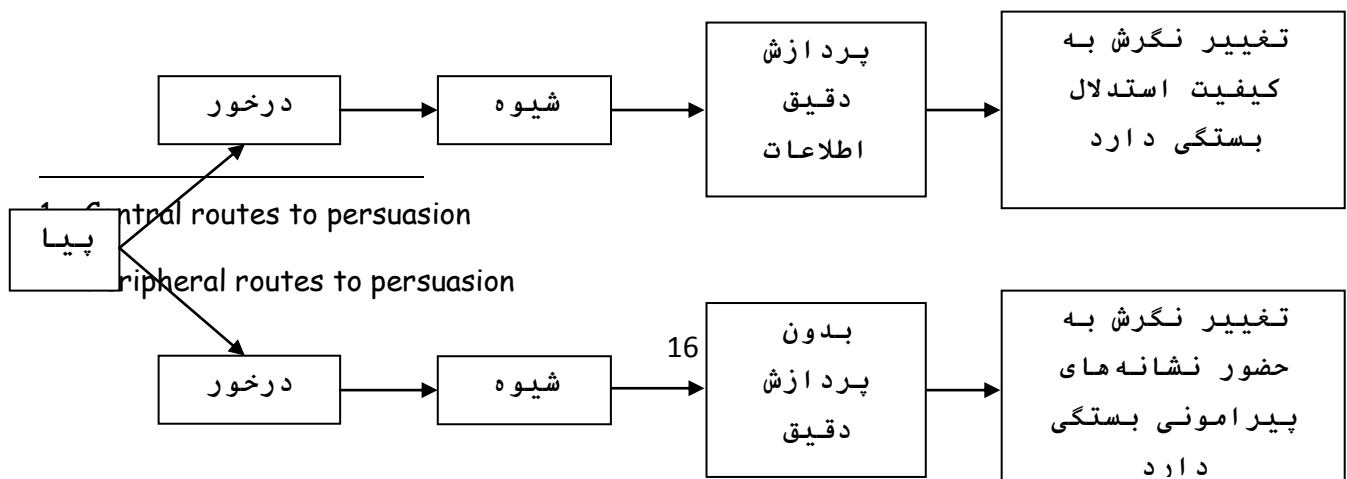 درخور
شیوه
پردازش
دقیق
اطلاعات
تغییر نگرش به
کیفیت استدلال
بستگی دارد
Central routes to persuasion
پیا
ripheral routes to persuasion
16
درخور
شیوه
بدون
پردازش
دقیق
تغییر نگرش به
حضور نشانه‌های
پیرامونی بستگی
دارد